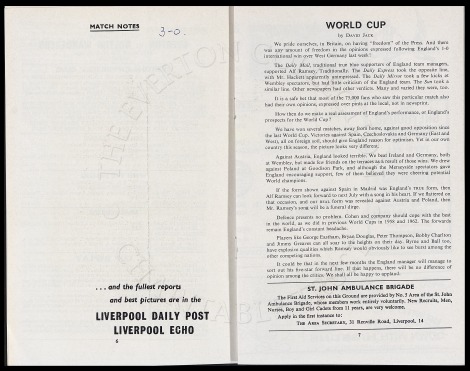 MATCH NOTES
3-0.
... and the fullest reports
and best pictures are in the
LIVERPOOL DAILY POST
LIVERPOOL ECHO
6
WORLD CUP
by DAVID JACK
We pride ourselves, in Britain, on having "freedom" of the Press. And there
was any amount of freedom in the opinions expressed following England's 1-0
international win over West Germany last week!
The Daily Mail, traditional true blue supporters of England team managers,
supported Alf Ramsey. Traditionally. The Daily Express took the opposite line,
with Mr. Hackett apparently unimpressed. The Daily Mirror took a few kicks at
Wembley spectators, but had little criticism of the England team. The Sun took a
similar line. Other newspapers had other verdicts. Many and varied they were, too.
It is a safe bet that most of the 75,000 fans who saw this particular match also
had their own opinions, expressed over pints at the local, not in newsprint.
How then do we make a real assessment of England's performance, or England's
prospects for the World Cup?
We have won several matches, away from home, against good opposition since
the last World Cup. Victories against Spain, Czechoslovakia and Germany (East and
West), all on foreign soil, should give England reason for optimism. Yet in our own
country this season, the picture looks very different.
Against Austria, England looked terrible. We beat Ireland and Germany, both
at Wembley, but made few friends on the terraces as a result of those wins. We drew
against Poland at Goodison Park, and although the Merseyside spectators gave
England encouraging support, few of them believed they were cheering potential
World champions.
If the form shown against Spain in Madrid was England's true form, then
Alf Ramsey can look forward to next July with a song in his heart. If we flattered on
that occasion, and our true form was revealed against Austria and Poland, then
Mr. Ramsey's song will be a funeral dirge.
Defence presents no problem. Cohen and company should cope with the best
in the world, as we did in previous World Cups in 1958 and 1962. The forwards
remain England's constant headache.
Players like George Eastham, Bryan Douglas, Peter Thompson, Bobby Charlton
and Jimmy Greaves can all soar to the heights on their day. Byrne and Ball too,
have explosive qualities which Ramsey would obviously like to see burst among the
other competing nations.
It could be that in the next few months the England manager will manage to
sort out his five-star forward line. If that happens, there will be no difference of
opinion among the critics. We shall all be happy to applaud.
ST. JOHN AMBULANCE BRIGADE
The First Aid Services on this Ground are provided by No. 3 Area of the St. John
Ambulance Brigade, whose members work entirely voluntarily. New Recruits, Men,
Nurses, Boy and Girl Cadets from 11 years, are very welcome.
Apply in the first instance to:
THE AREA SECRETARY, 31 Rocville Road, Liverpool, 14
7